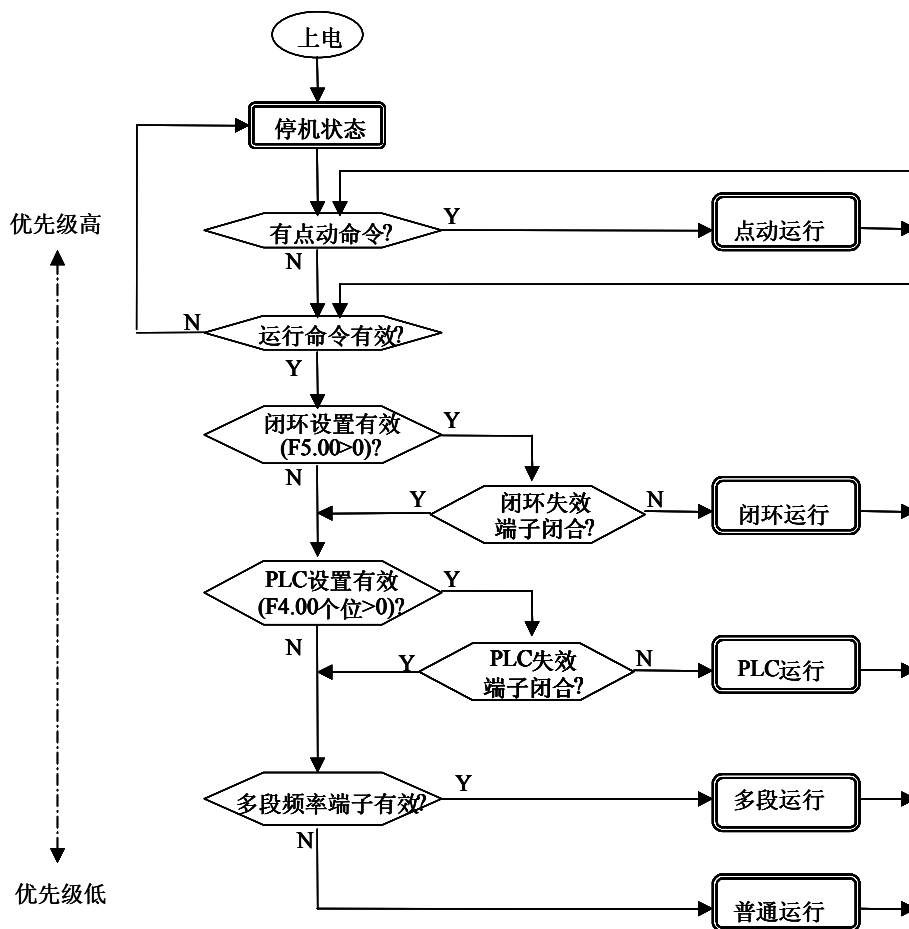 上电
停机状态
优先级高
有点动命令?
Y
点动运行
N
N
运行命令有效?
Y
闭环设置有效
(F5.00>0)?
Y
N
Y
闭环失效
端子闭合?
N
闭环运行
PLC设置有效
(F4.00个位>0)?
Y
N
Y
PLC失效
端子闭合?
N
PLC运行
多段频率端子有效?
Y
多段运行
N
优先级低
普通运行